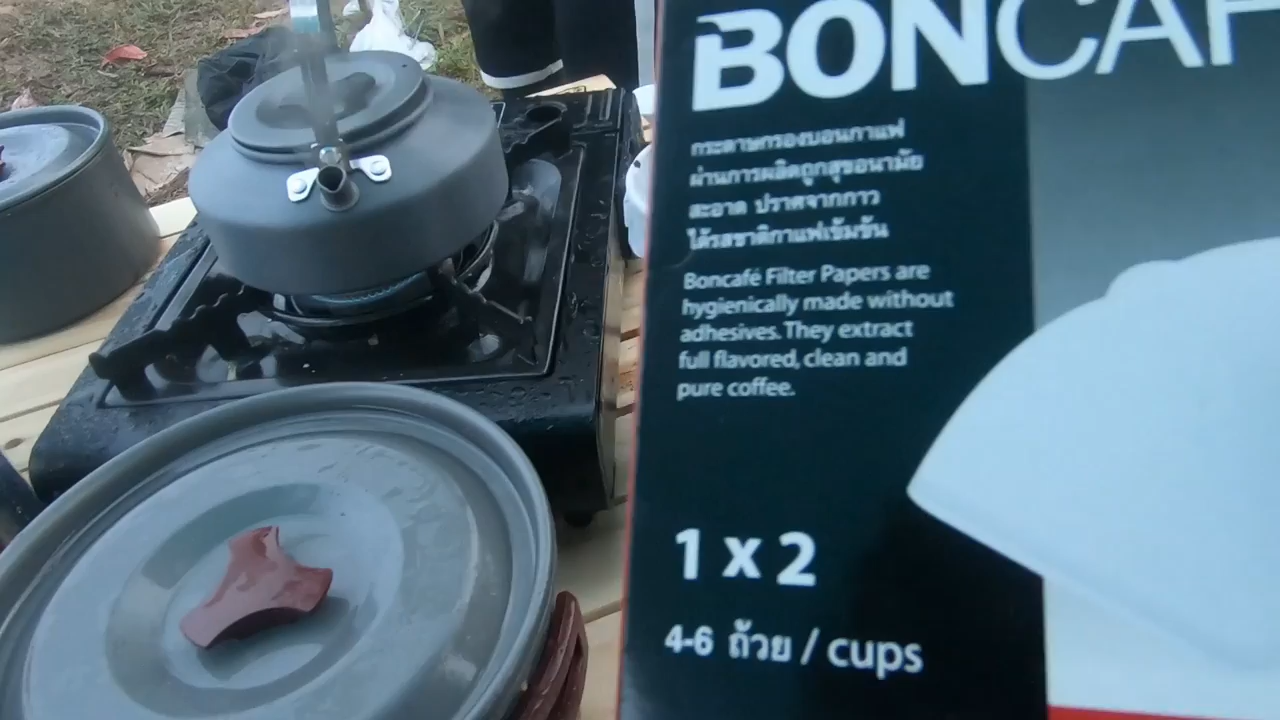 BONCAF
กระดาษกรองบอนกาแฟ
ผ่านการผลิตถูกสุขอนามัย
สะอาด ปราศจากกาว
ได้รสชาติกาแฟเข้มข้น
Boncafé Filter Papers are
hygienically made without
adhesives. They extract
full flavored, clean and
pure coffee.
1 x 2
4-6 ถ้วย / cups